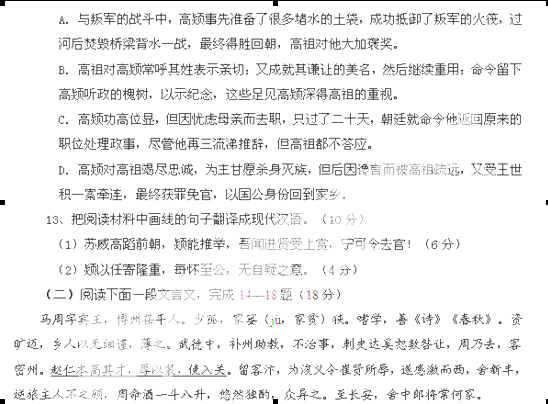 A．与叛军的战斗中，高颎事先准备了很多堵水的土袋，成功抵御了叛军的火筏，过
河后焚毁桥梁背水一战，最终得胜回朝，高祖对他大加褒奖。
B．高祖对高颎常呼其姓表示亲切；又成就其谦让的美名，然后继续重用；命令留下
高颎听政的槐树，以示纪念，这些足见高颎深得高祖的重视。
C．高颎功高位显，但因忧虑母亲而去职，只过了二十天，朝廷就命令他返回原来的
职位处理政事，尽管他再三流涕推辞，但高祖都不答应。
D．高颎对高祖竭尽忠诚，为主甘愿杀身灭族，但后因谗言而被高祖疏远，又受王世
积一案牵连，最终获罪免官，以国公身份回到家乡。
13、把阅读材料中画线的句子翻译成现代汉语。（10分）
（1）苏威高蹈前朝，颎能推举，吾闻进贤受上赏，宁可令去官！（6分）
（2）颎以任寄隆重，每怀至公，无自疑之意。（4分）
（二）阅读下面一段文言文，完成14—18题（18分）
马周字宾王，博州茌平人。少孤，家窭（jù，家贫）狭。嗜学，善《诗》《春秋》。资
旷迈，乡人以无细谨，薄之。武德中，补州助教，不治事，刺史达奚恕数咎让，周乃去，客
密州。赵仁本高其才，厚以装，使入关。留客汴，为浚义令崔贤所辱，遂感激而西，舍新丰，
逆旅主人不之顾，周命酒一斗八升，悠然独酌，众异之。至长安，舍中郎将常何家。